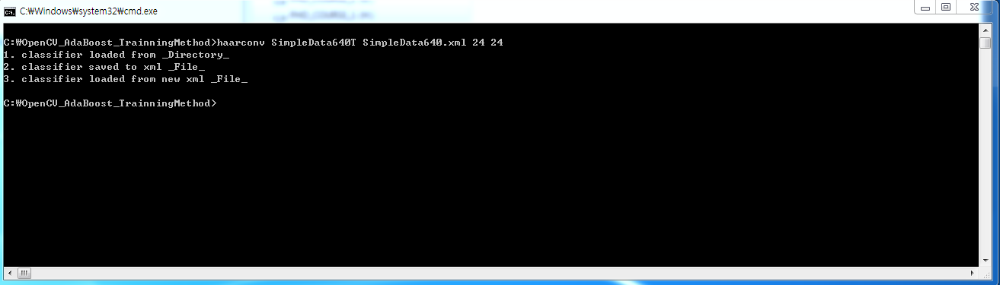 C:₩Windows₩system32₩cmd.exe
C:₩OpenCV_AdaBoost_TrainningMethod>haarconv SimpleData640T SimpleData640.xml 24 24
1. classifier loaded from _Directory_
2. classifier saved to xml _File_
3. classifier loaded from new xml _File_
C:₩OpenCV_AdaBoost_TrainningMethod>